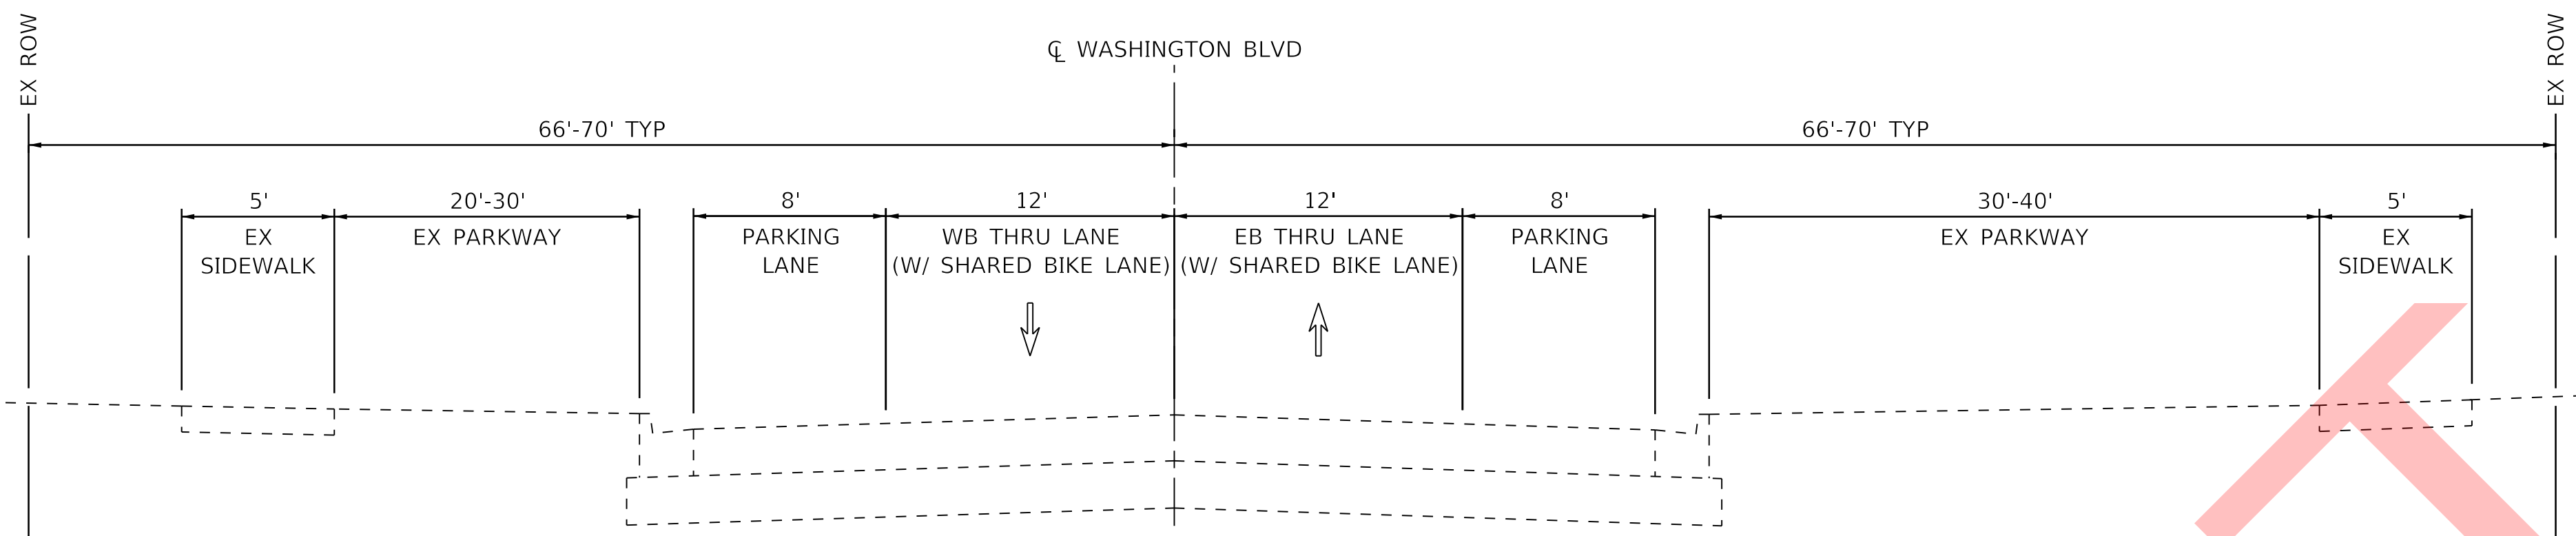 EX ROW
℄ WASHINGTON BLVD
EX ROW
66'-70' TYP
66'-70' TYP
5'
20'-30'
8'
12'
12'
8'
30'-40'
5'
EX
SIDEWALK
EX PARKWAY
PARKING
LANE
WB THRU LANE
(W/ SHARED BIKE LANE)
EB THRU LANE
(W/ SHARED BIKE LANE)
PARKING
LANE
EX PARKWAY
EX
SIDEWALK